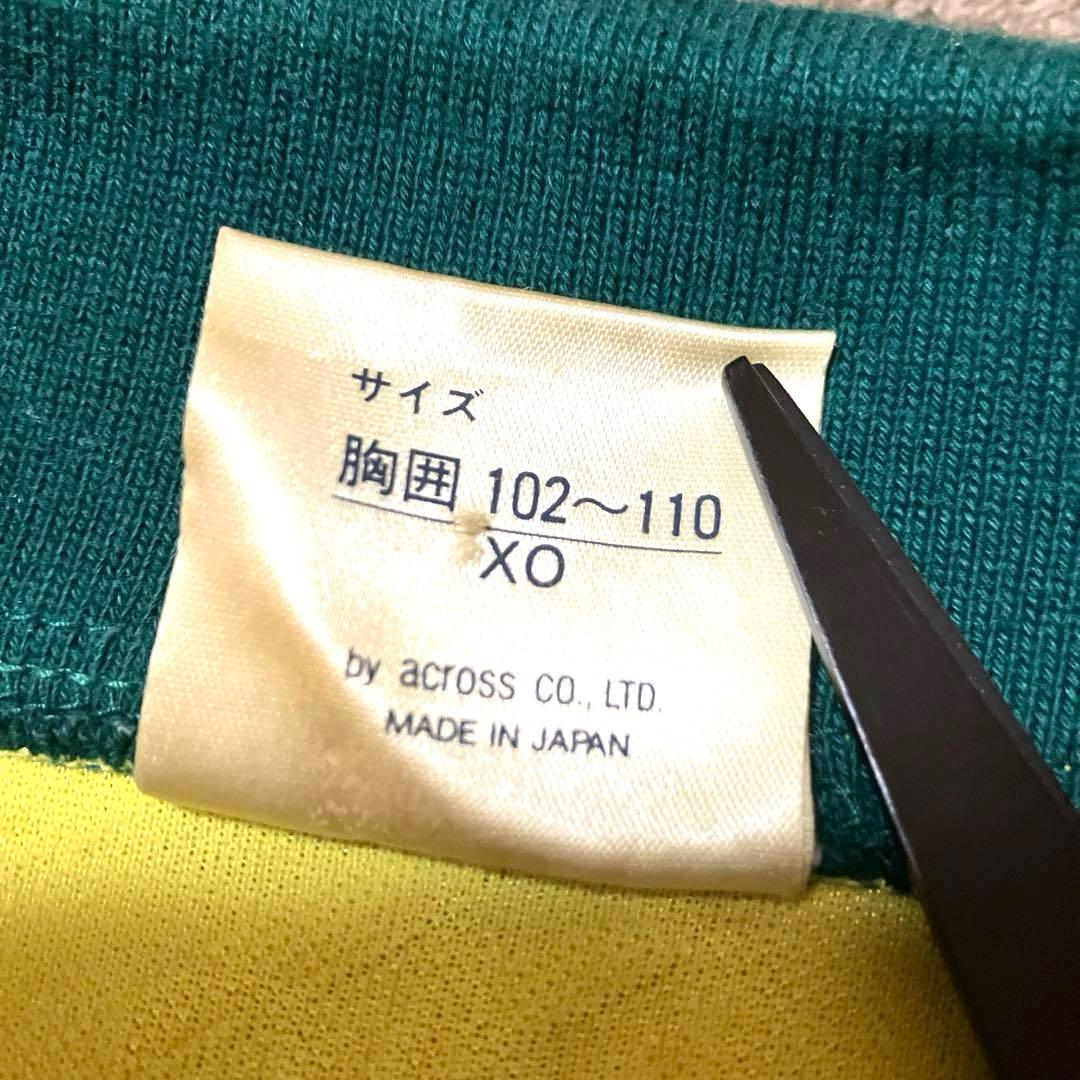 サイズ
胸囲 102〜110
XO
by across CO., LTD.
MADE IN JAPAN